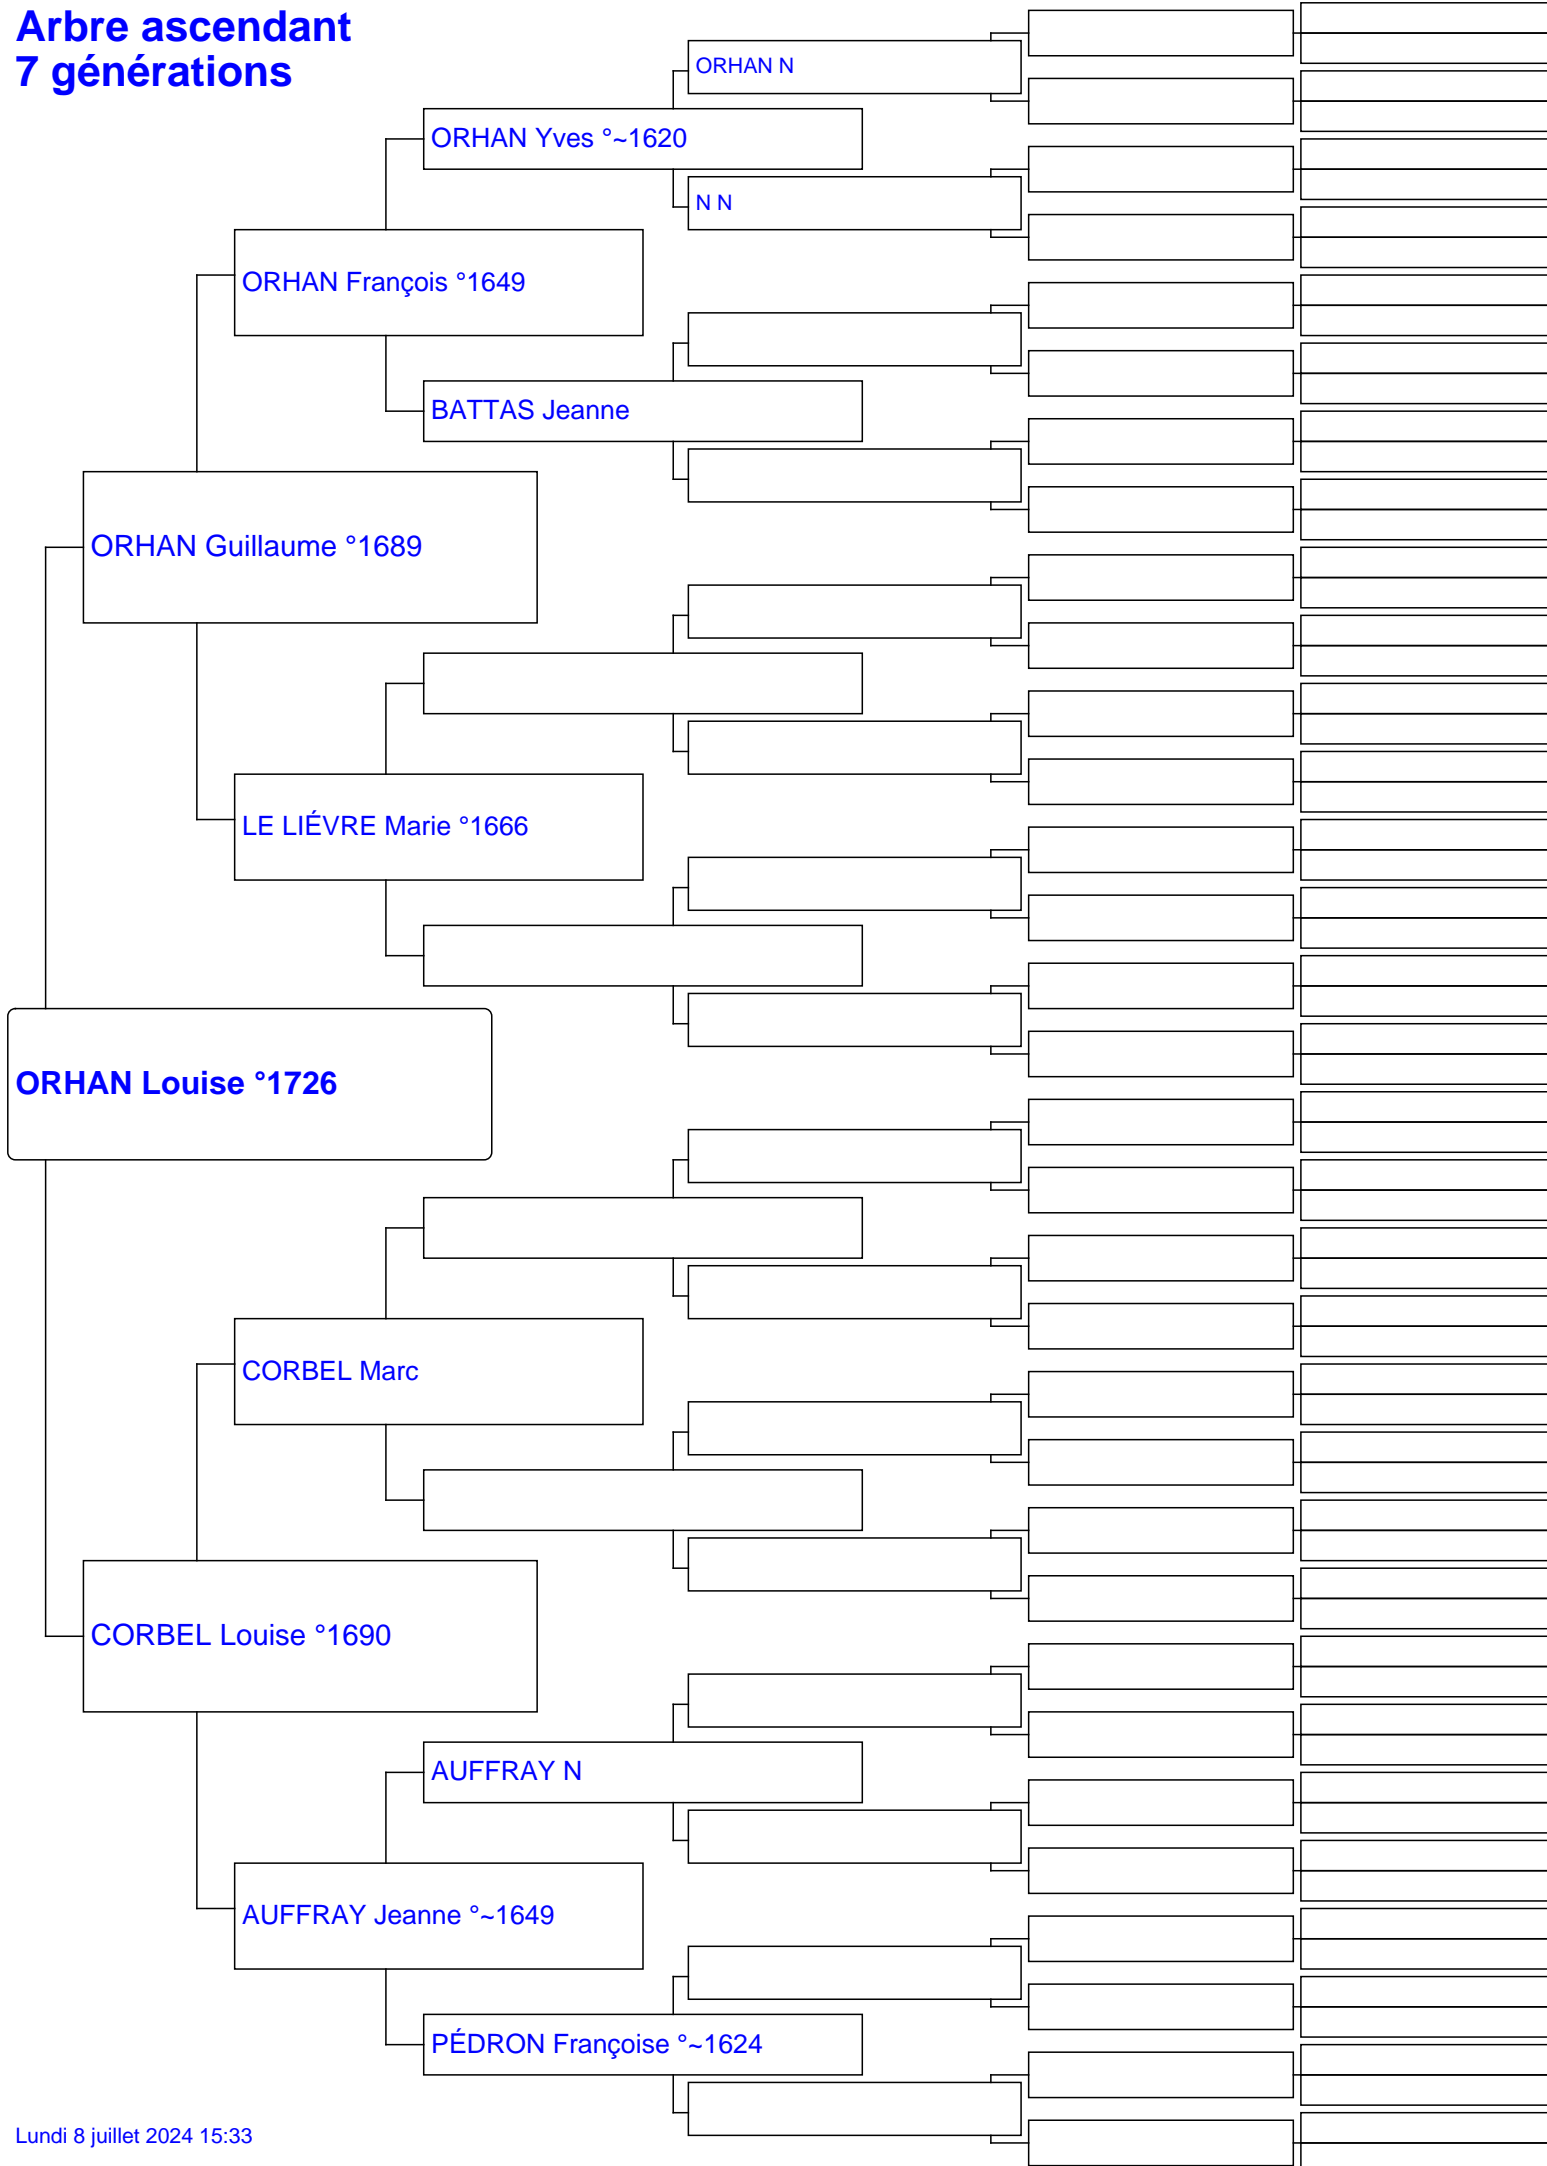 Arbre ascendant
7 générations
ORHAN N
ORHAN Yves °~1620
N N
ORHAN François °1649
BATTAS Jeanne
ORHAN Guillaume °1689
LE LIÉVRE Marie °1666
ORHAN Louise °1726
CORBEL Marc
CORBEL Louise °1690
AUFFRAY N
AUFFRAY Jeanne °~1649
PÉDRON Françoise °~1624
Lundi 8 juillet 2024 15:33